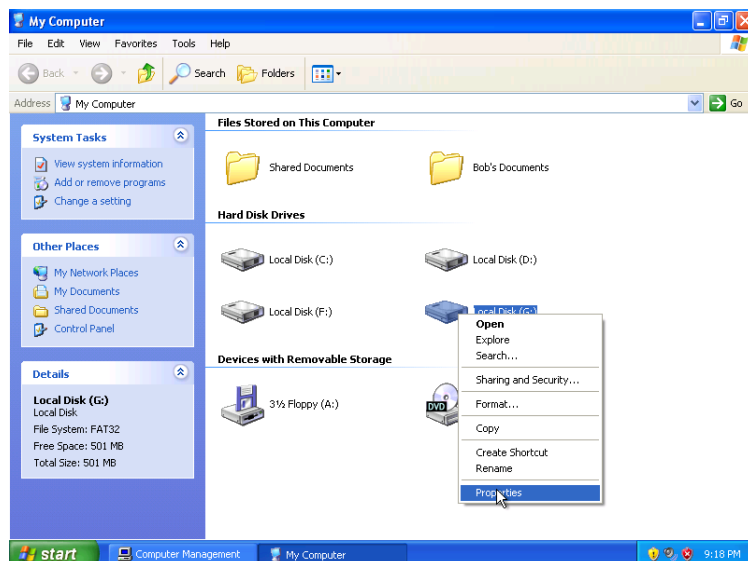 My Computer
File Edit View Favorites Tools Help
Back Search Folders
Address My Computer Go
System Tasks
View system information
Add or remove programs
Change a setting
Other Places
My Network Places
My Documents
Shared Documents
Control Panel
Details
Local Disk (G:)
Local Disk
File System: FAT32
Free Space: 501 MB
Total Size: 501 MB
Files Stored on This Computer
Shared Documents Bob's Documents
Hard Disk Drives
Local Disk (C:) Local Disk (D:)
Local Disk (F:) Local Disk (G:)
Devices with Removable Storage
3½ Floppy (A:) DVD
Open
Explore
Search...
Sharing and Security...
Format...
Copy
Create Shortcut
Rename
Properties
start Computer Management My Computer 9:18 PM